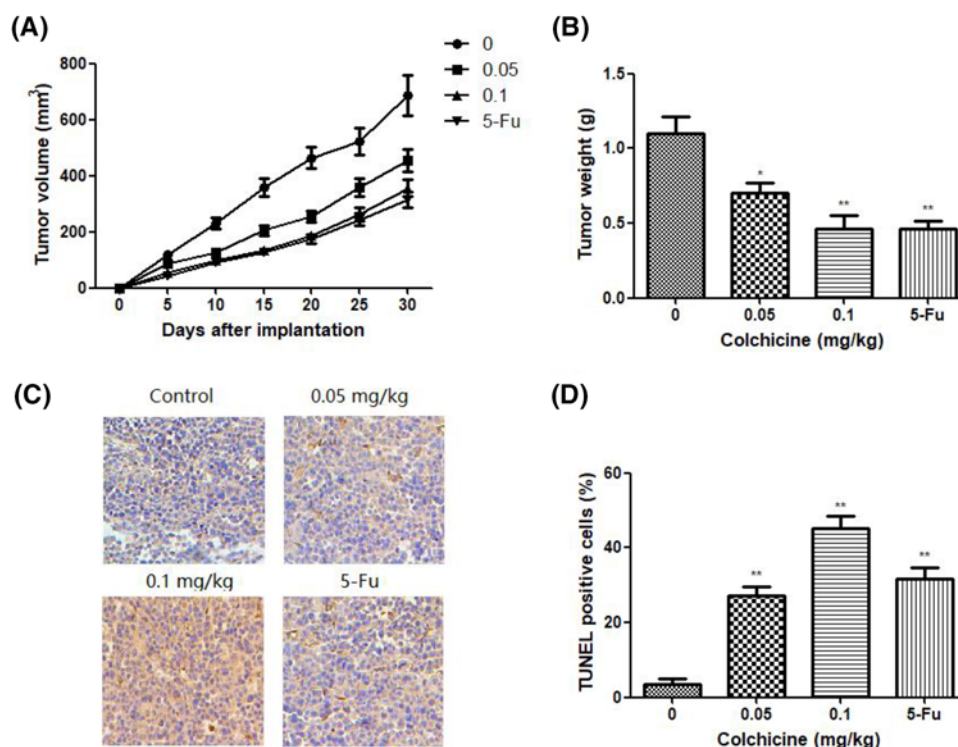 (A)
0
0.05
0.1
5-Fu
800
600
400
200
0
Tumor volume (mm3)
0 5 10 15 20 25 30
Days after implantation
(B)
1.5
1.0
0.5
0.0
Tumor weight (g)
*
**
**
0 0.05 0.1 5-Fu
Colchicine (mg/kg)
(C)
Control 0.05 mg/kg
0.1 mg/kg 5-Fu
(D)
60
40
20
0
TUNEL positive cells (%)
**
**
**
0 0.05 0.1 5-Fu
Colchicine (mg/kg)